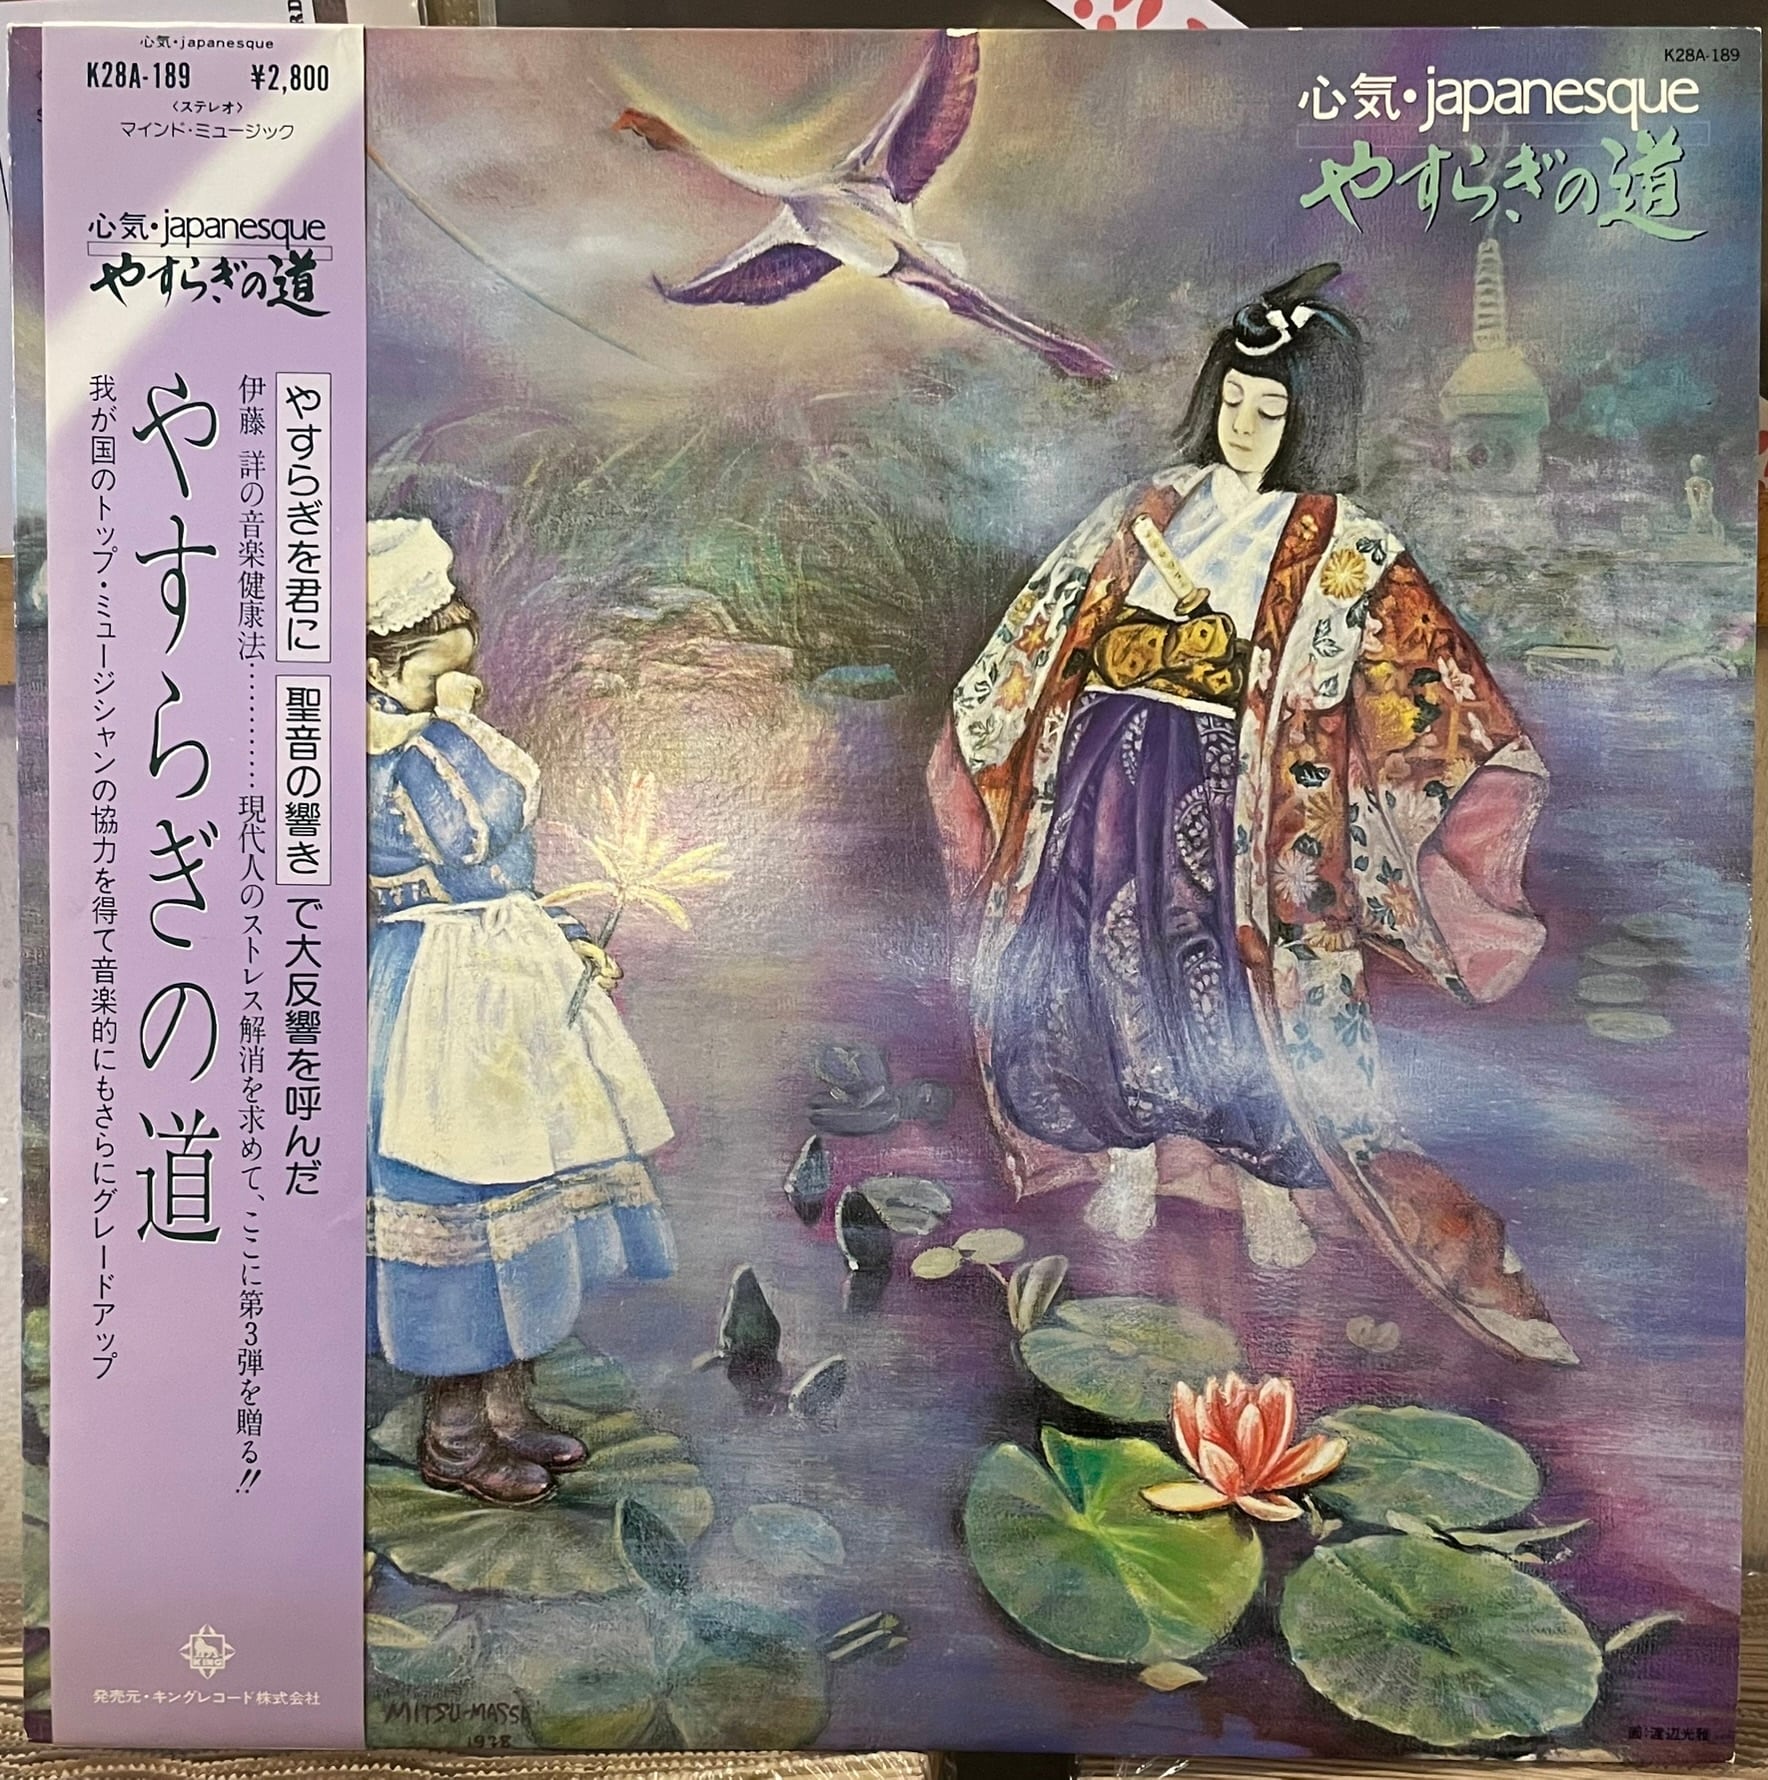 心気・japanesque
K28A-189 ¥2,800
〈ステレオ〉
マインド・ミュージック
心気・japanesque
やすらぎの道
やすらぎを君に 聖音の響き で大反響を呼んだ
伊藤 詳の音楽健康法…………現代人のストレス解消を求めて、ここに第3弾を贈る!!
やすらぎの道
我が国のトップ・ミュージシャンの協力を得て音楽的にもさらにグレードアップ
KING
発売元・キングレコード株式会社
K28A-189
心気・japanesque
やすらぎの道
MITSU-MASSA
1978
画:渡辺光雅